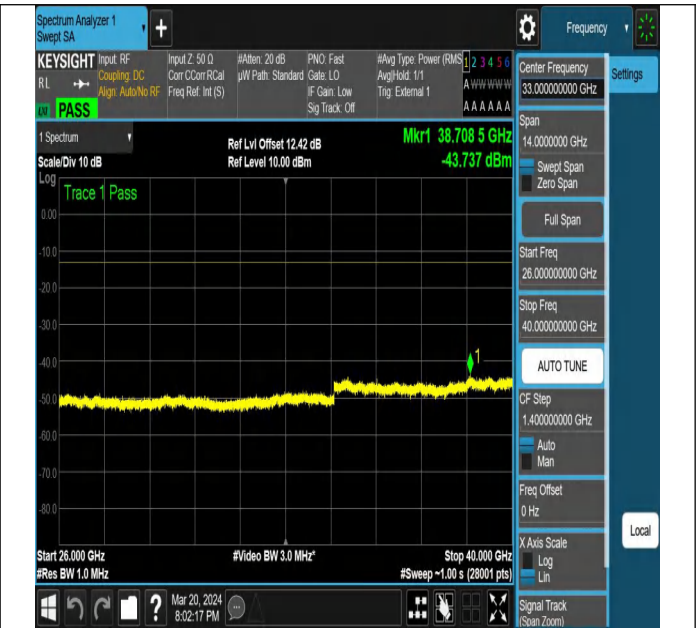 Spectrum Analyzer 1
Swept SA
Frequency
KEYSIGHT
RL
PASS
Input: RF
Coupling: DC
Align: Auto/No RF
Input Z: 50 Ω
Corr CCorr RCal
Freq Ref: Int (S)
#Atten: 20 dB
µW Path: Standard
PNO: Fast
Gate: LO
IF Gain: Low
Sig Track: Off
#Avg Type: Power (RMS
Avg|Hold: 1/1
Trig: External 1
1 2 3 4 5 6
A W W W W W
A A A A A A
1 Spectrum
Scale/Div 10 dB
Ref Lvl Offset 12.42 dB
Ref Level 10.00 dBm
Mkr1 38.708 5 GHz
-43.737 dBm
Log
Trace 1 Pass
0.00
-10.0
-20.0
-30.0
-40.0
-50.0
-60.0
-70.0
-80.0
1
Start 26.000 GHz
#Res BW 1.0 MHz
#Video BW 3.0 MHz*
Stop 40.000 GHz
#Sweep ~1.00 s (28001 pts)
Mar 20, 2024
8:02:17 PM
?
Center Frequency
33.000000000 GHz
Span
14.0000000 GHz
Swept Span
Zero Span
Full Span
Start Freq
26.000000000 GHz
Stop Freq
40.000000000 GHz
AUTO TUNE
CF Step
1.400000000 GHz
Auto
Man
Freq Offset
0 Hz
X Axis Scale
Log
Lin
Signal Track
(Span Zoom)
Settings
Local